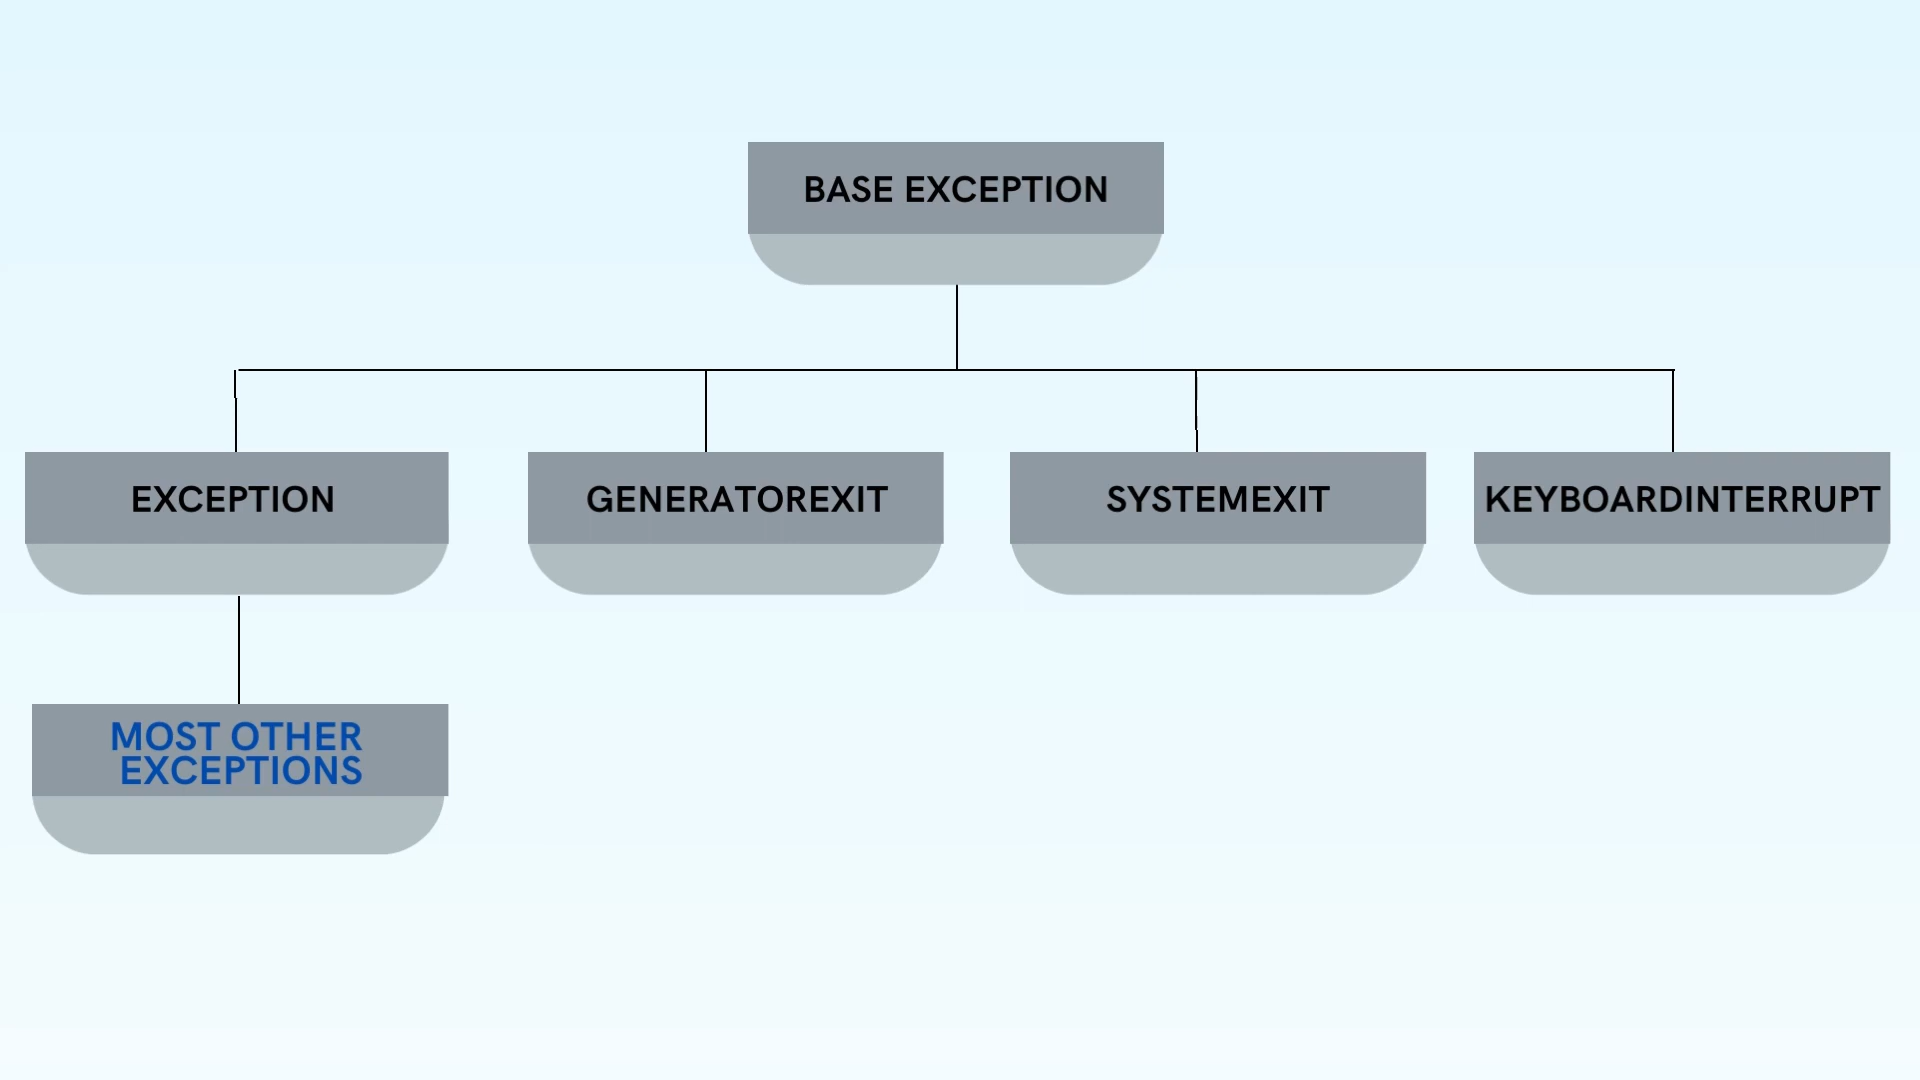 BASE EXCEPTION
EXCEPTION
GENERATOREXIT
SYSTEMEXIT
KEYBOARDINTERRUPT
MOST OTHER
EXCEPTIONS